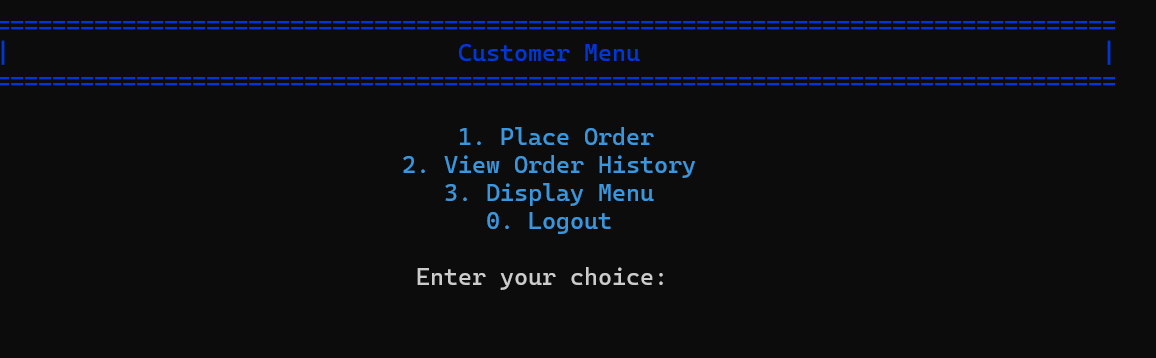 ================================================================================
| Customer Menu |
================================================================================
1. Place Order
2. View Order History
3. Display Menu
0. Logout
Enter your choice: